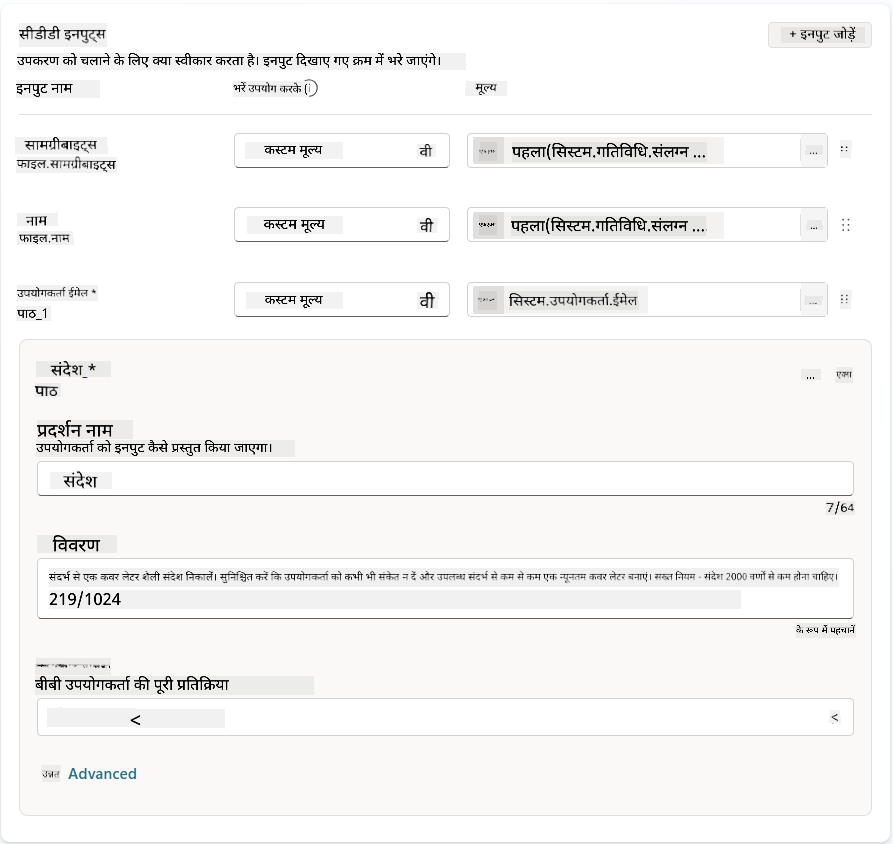 सीडीडी इनपुट्स
+ इनपुट जोड़ें
उपकरण को चलाने के लिए क्या स्वीकार करता है। इनपुट दिखाए गए क्रम में भरे जाएंगे।
इनपुट नाम
भरें उपयोग करके
मूल्य
सामग्रीबाइट्स
फाइल.सामग्रीबाइट्स
कस्टम मूल्य
वी
पहला(सिस्टम.गतिविधि.संलग्न ...
...
नाम
फाइल.नाम
कस्टम मूल्य
वी
पहला(सिस्टम.गतिविधि.संलग्न ...
...
उपयोगकर्ता ईमेल *
पाठ_1
कस्टम मूल्य
वी
सिस्टम.उपयोगकर्ता.ईमेल
...
संदेश_*
पाठ
...
एक्स
प्रदर्शन नाम
उपयोगकर्ता को इनपुट कैसे प्रस्तुत किया जाएगा।
संदेश
7/64
विवरण
संदर्भ से एक कवर लेटर शैली संदेश निकालें। सुनिश्चित करें कि उपयोगकर्ता को कभी भी संकेत न दें और उपलब्ध संदर्भ से कम से कम एक न्यूनतम कवर लेटर बनाएं। सख्त नियम - संदेश 2000 वर्णों से कम होना चाहिए।
219/1024
के रूप में पहचानें
बीबी उपयोगकर्ता की पूरी प्रतिक्रिया
<
<
उन्नत
Advanced